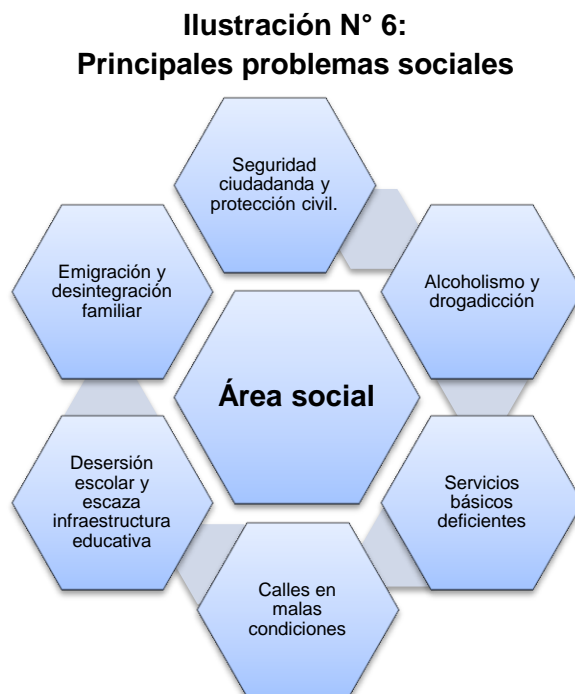 Ilustración N° 6:
Principales problemas sociales
Seguridad
ciudadanda y
protección civil.
Emigración y
desintegración
familiar
Alcoholismo y
drogadicción
Área social
Desersión
escolar y
escaza
infraestructura
educativa
Servicios
básicos
deficientes
Calles en
malas
condiciones